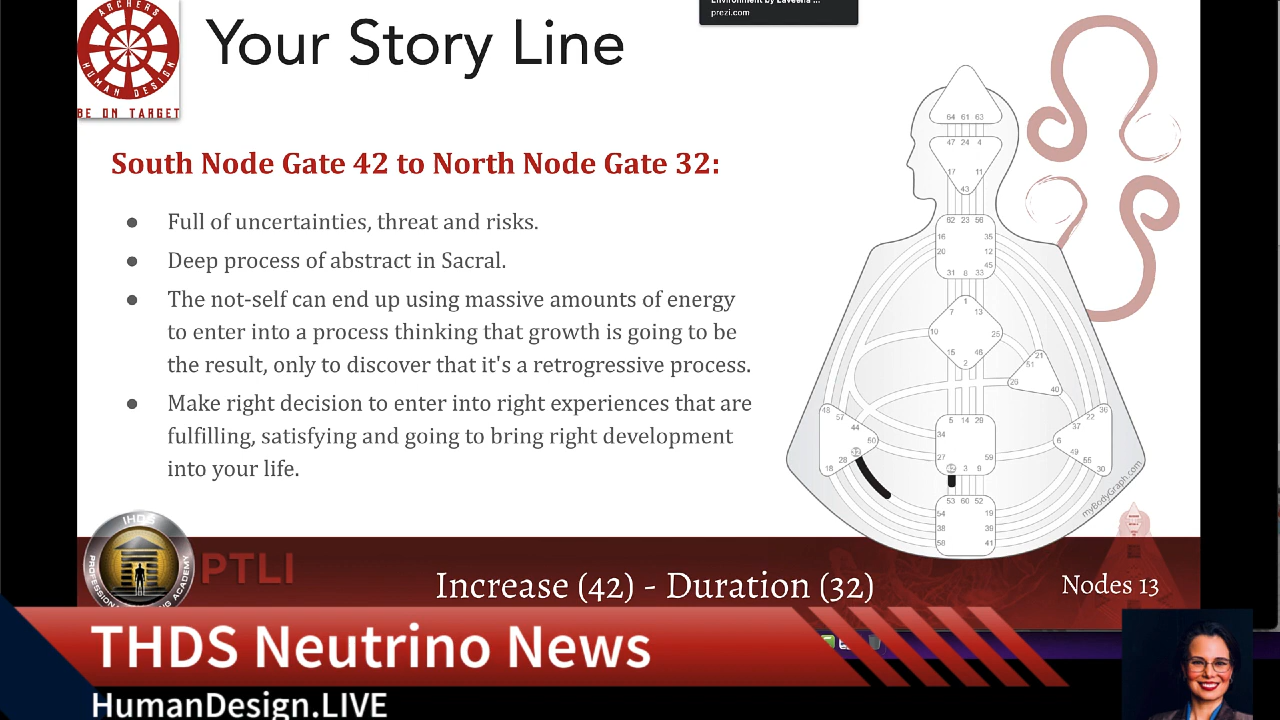 Environment by Laveena ...
prezi.com
ARCHERS
HUMAN DESIGN
BE ON TARGET
Your Story Line
South Node Gate 42 to North Node Gate 32:
● Full of uncertainties, threat and risks.
● Deep process of abstract in Sacral.
● The not-self can end up using massive amounts of energy
to enter into a process thinking that growth is going to be
the result, only to discover that it's a retrogressive process.
● Make right decision to enter into right experiences that are
fulfilling, satisfying and going to bring right development
into your life.
64 61 63
47 24 4
17 11
43
62 23 56
16 35
20 12
45
31 8 33
1
7 13
10 25
15 46
2
21
51
26 40
48
57
44
50
32
28
18
5 14 29
34
27 59
42 3 9
36
22
37
6
49
55
30
53 60 52
54 19
38 39
58 41
myBodyGraph.com
IHDS
PTLI
Increase (42) - Duration (32)
Nodes 13
THDS Neutrino News
HumanDesign.LIVE